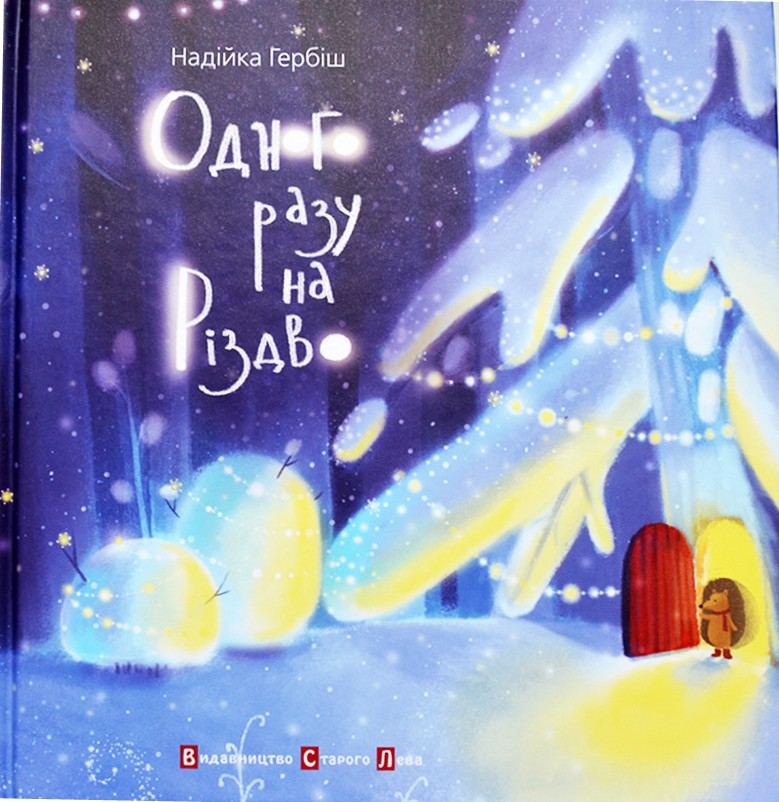 Надійка Гербіш
Одного
разу
на
Різдво
Видавництво Старого Лева